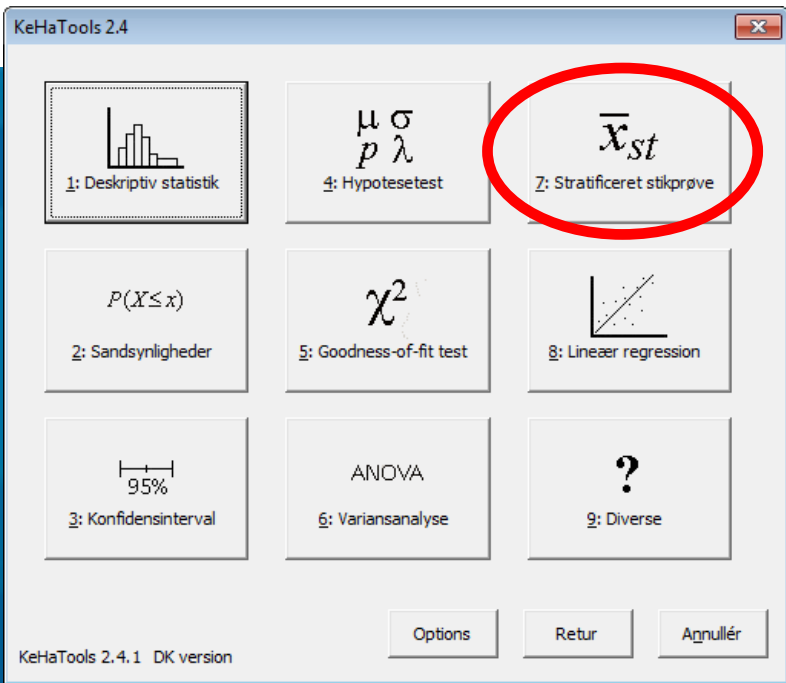 KeHaTools 2.4
1: Deskriptiv statistik
μ σ
p λ
4: Hypotesetest
x̅st
7: Stratificeret stikprøve
P(X≤x)
2: Sandsynligheder
χ²
5: Goodness-of-fit test
8: Lineær regression
95%
3: Konfidensinterval
ANOVA
6: Variansanalyse
?
9: Diverse
Options
Retur
Annullér
KeHaTools 2.4.1 DK version